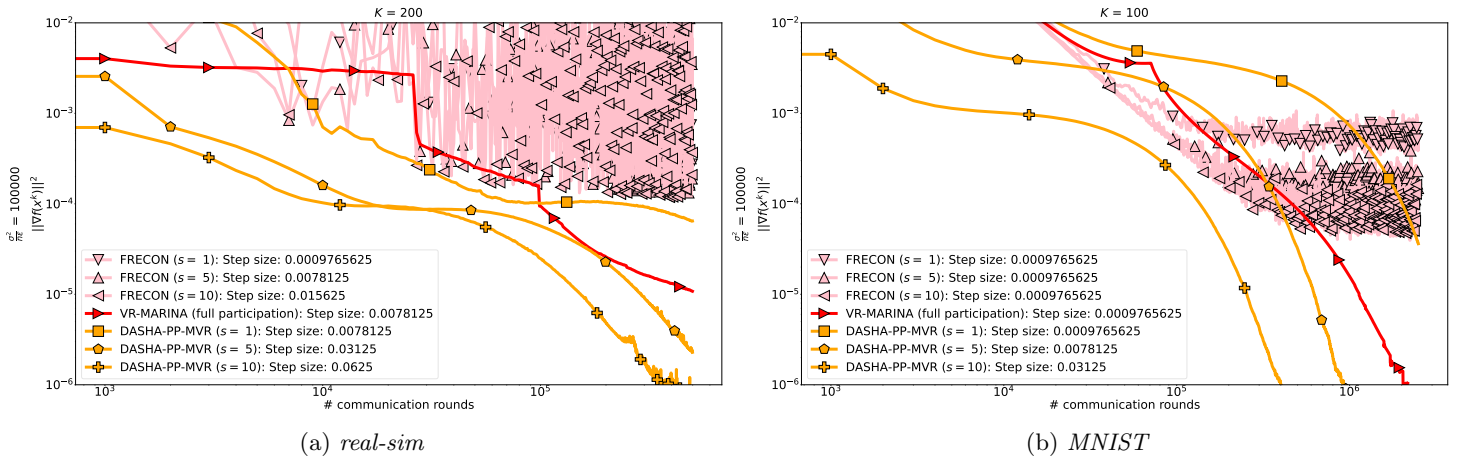 K = 200
10⁻²
10⁻³
10⁻⁴
10⁻⁵
10⁻⁶
σ²/nε = 100000
||∇f(xᵏ)||²
FRECON (s = 1): Step size: 0.0009765625
FRECON (s = 5): Step size: 0.0078125
FRECON (s = 10): Step size: 0.015625
VR-MARINA (full participation): Step size: 0.0078125
DASHA-PP-MVR (s = 1): Step size: 0.0078125
DASHA-PP-MVR (s = 5): Step size: 0.03125
DASHA-PP-MVR (s = 10): Step size: 0.0625
10³ 10⁴ 10⁵
# communication rounds
(a) real-sim
K = 100
10⁻²
10⁻³
10⁻⁴
10⁻⁵
10⁻⁶
σ²/nε = 100000
||∇f(xᵏ)||²
FRECON (s = 1): Step size: 0.0009765625
FRECON (s = 5): Step size: 0.0009765625
FRECON (s = 10): Step size: 0.0009765625
VR-MARINA (full participation): Step size: 0.0009765625
DASHA-PP-MVR (s = 1): Step size: 0.0009765625
DASHA-PP-MVR (s = 5): Step size: 0.0078125
DASHA-PP-MVR (s = 10): Step size: 0.03125
10³ 10⁴ 10⁵ 10⁶
# communication rounds
(b) MNIST